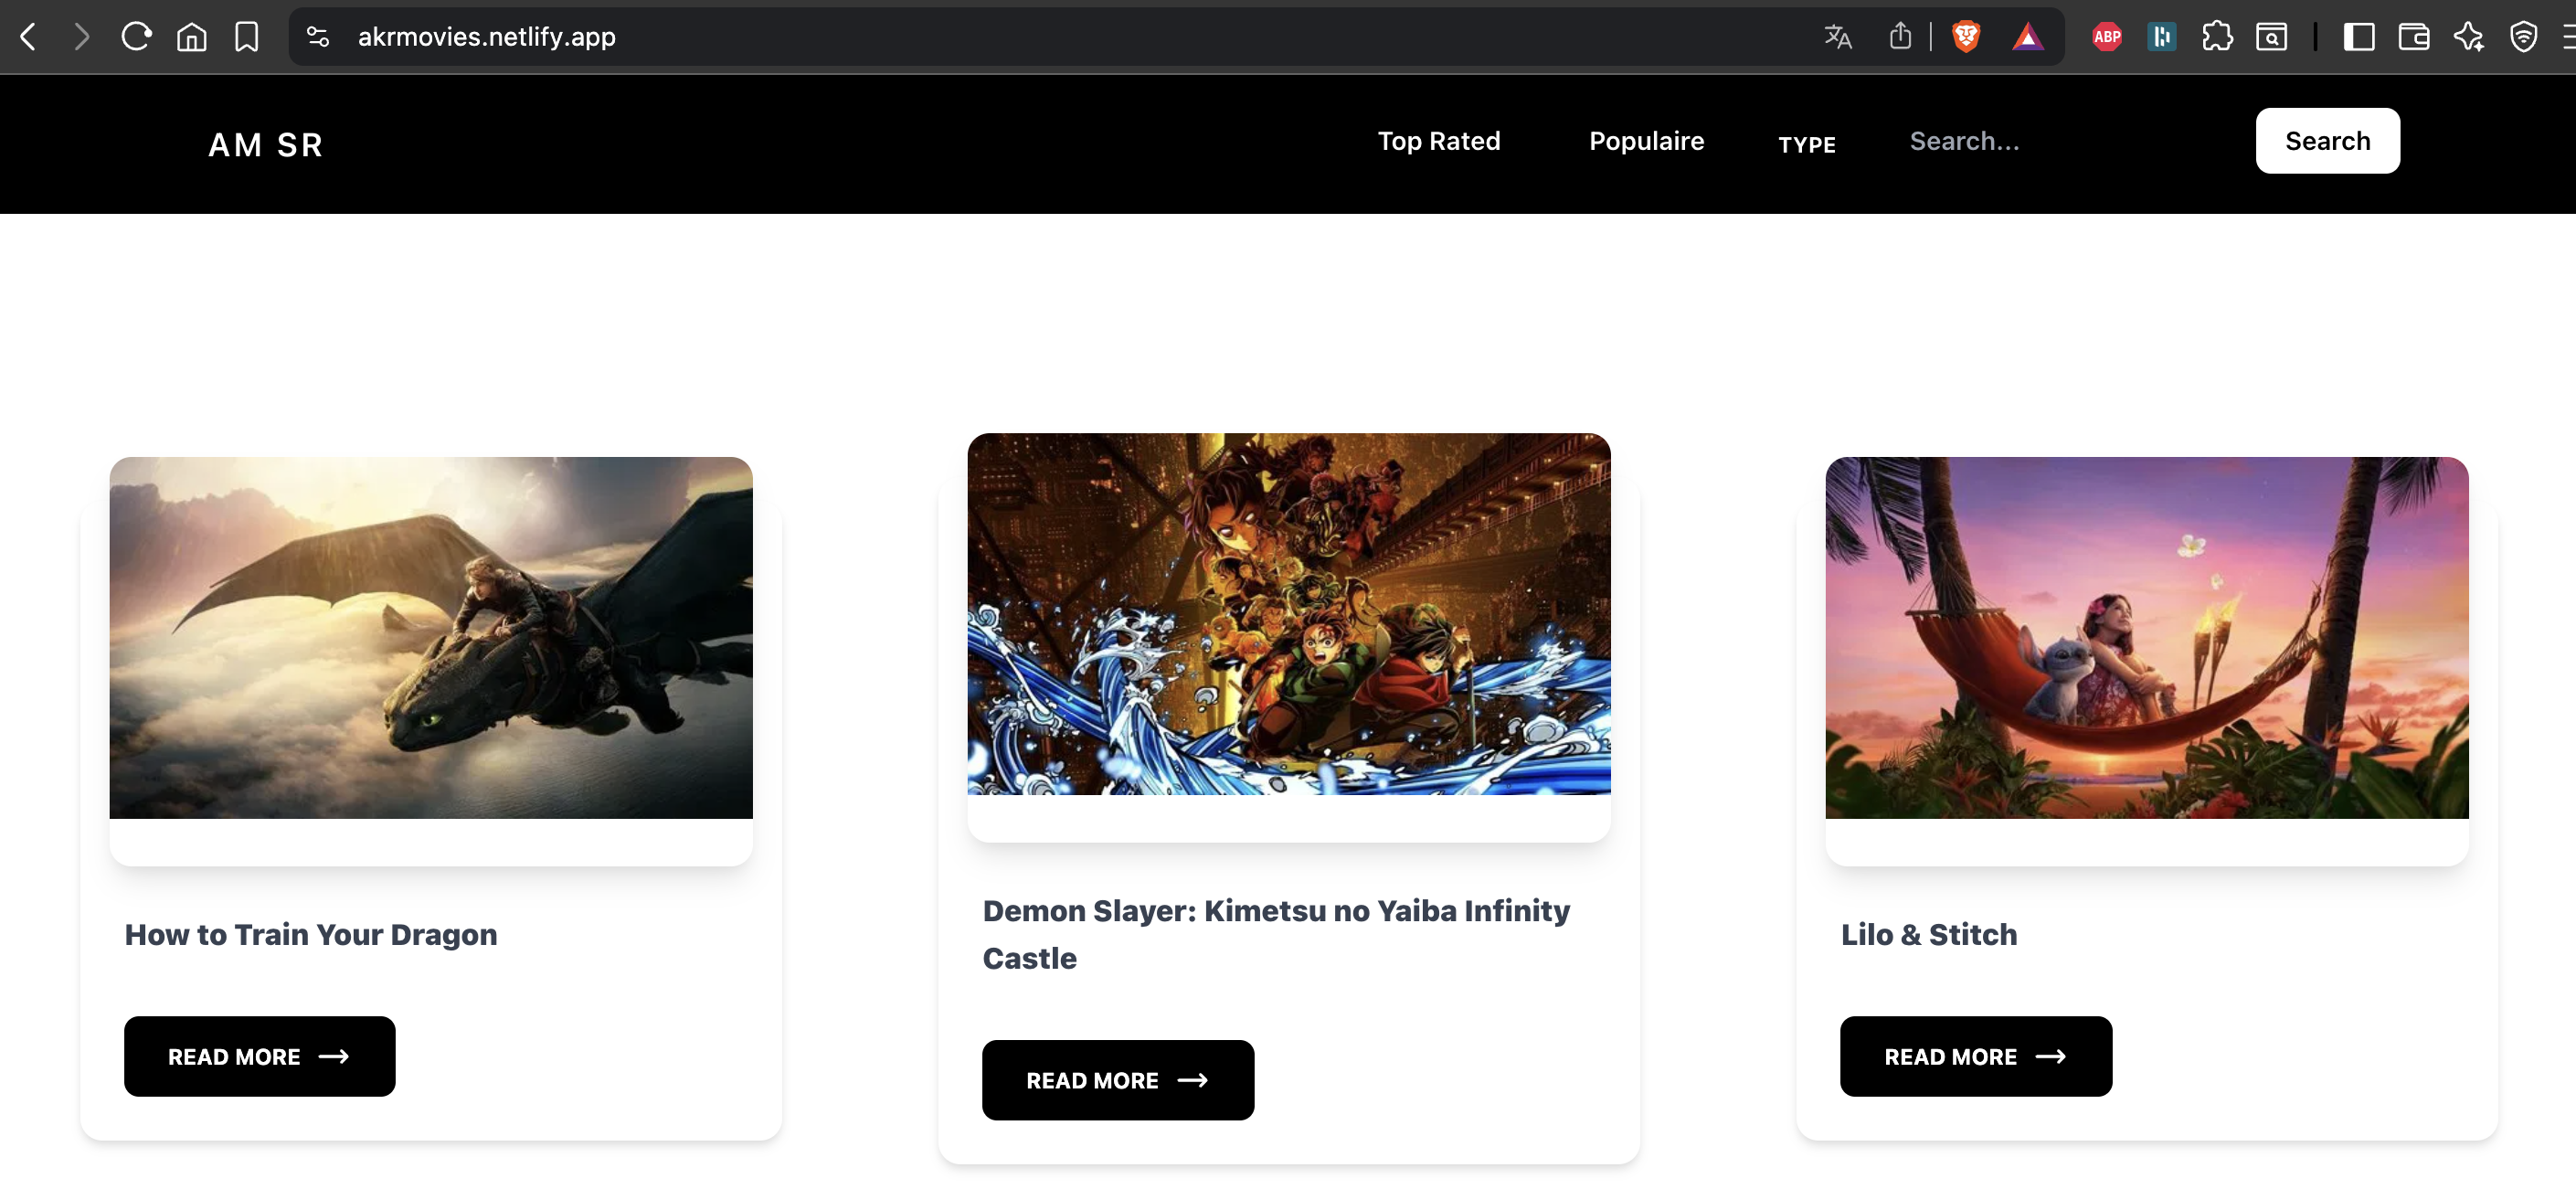 akrmovies.netlify.app
ABP
AM SR
Top Rated
Populaire
TYPE
Search...
Search
How to Train Your Dragon
READ MORE
Demon Slayer: Kimetsu no Yaiba Infinity
Castle
READ MORE
Lilo & Stitch
READ MORE